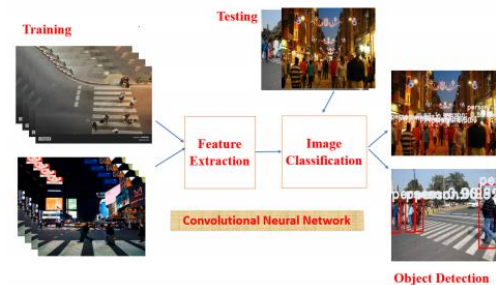 Training
Testing
Feature
Extraction
Image
Classification
Convolutional Neural Network
Object Detection